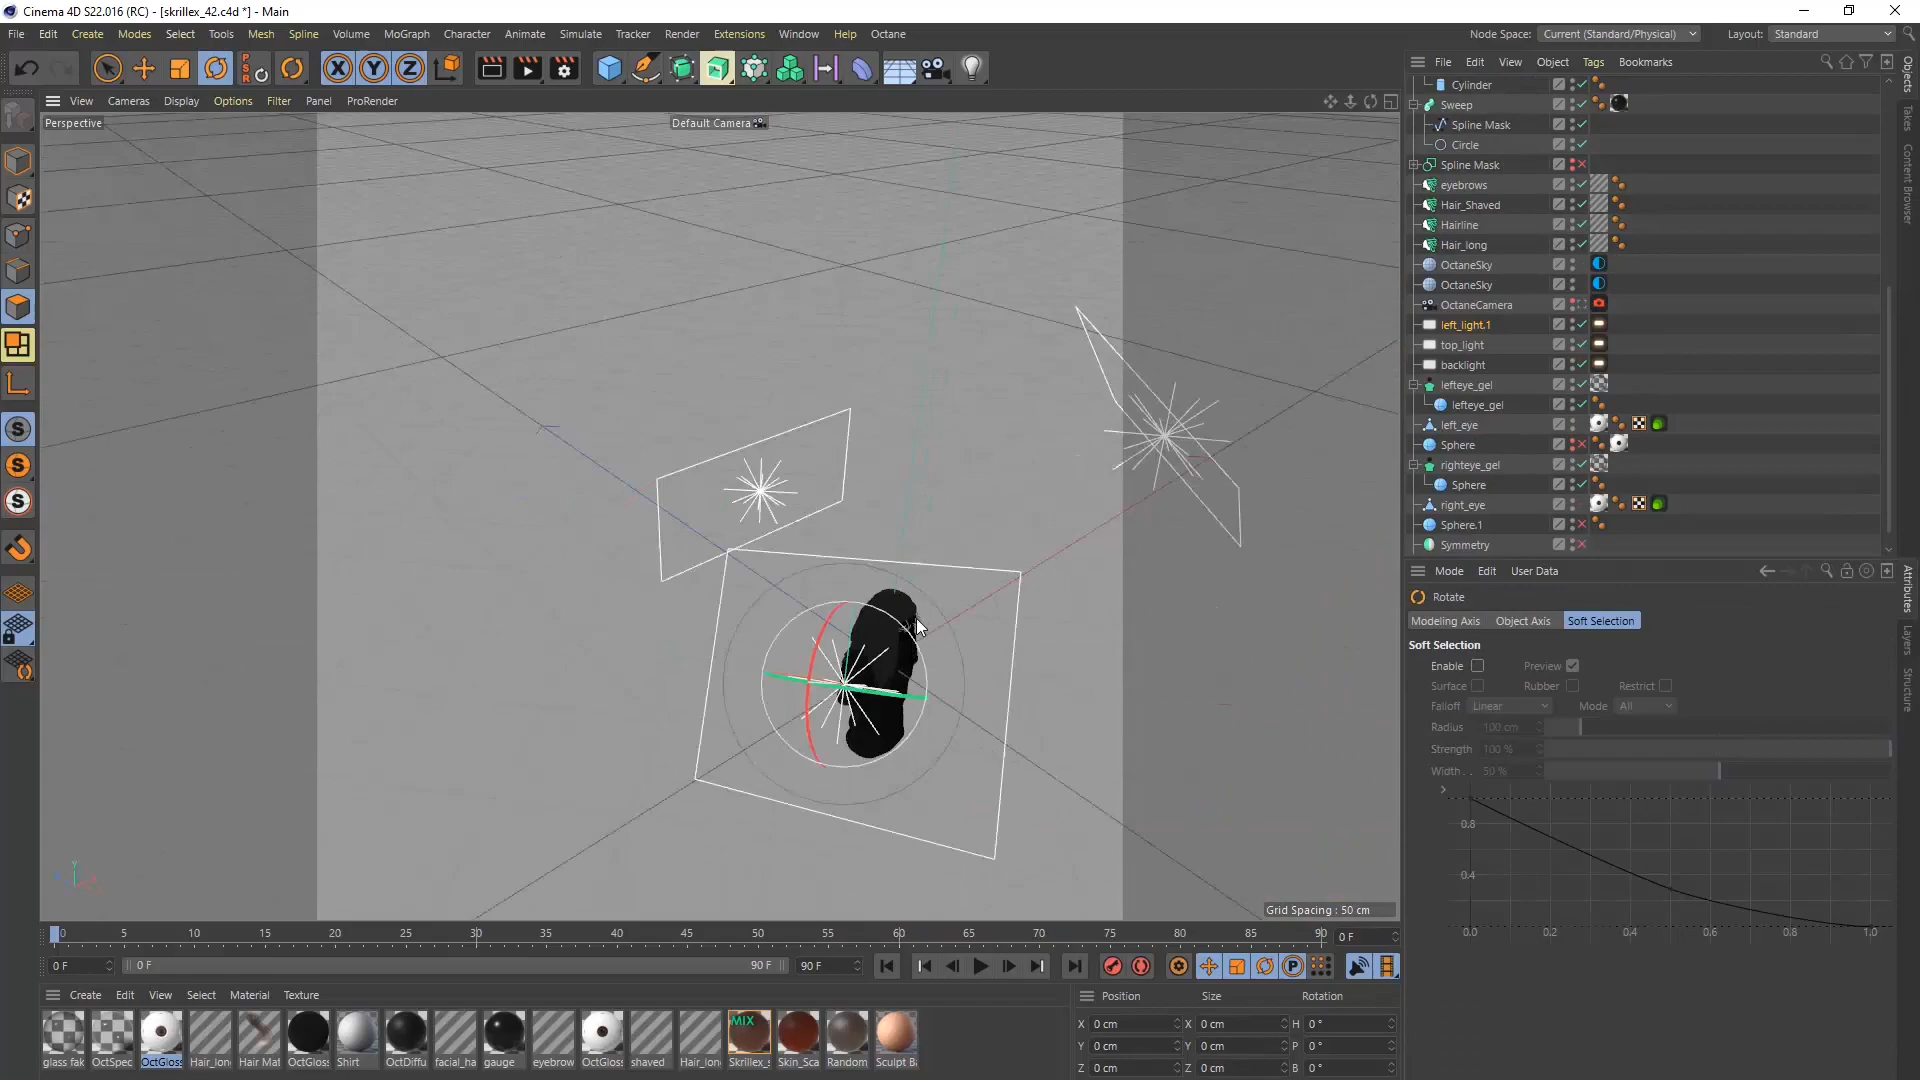 Cinema 4D S22.016 (RC) - [skrillex_42.c4d *] - Main
File Edit Create Modes Select Tools Mesh Spline Volume MoGraph Character Animate Simulate Tracker Render Extensions Window Help Octane
Node Space: Current (Standard/Physical) Layout: Standard
PSR X Y Z
File Edit View Object Tags Bookmarks
View Cameras Display Options Filter Panel ProRender
Perspective
Default Camera
Cylinder
Sweep
Spline Mask
Circle
Spline Mask
eyebrows
Hair_Shaved
Hairline
Hair_long
OctaneSky
OctaneSky
OctaneCamera
left_light.1
top_light
backlight
lefteye_gel
lefteye_gel
left_eye
Sphere
righteye_gel
Sphere
right_eye
Sphere.1
Symmetry
Objects
Takes
Content Browser
Attributes
Layers
Structure
Mode Edit User Data
Rotate
Modeling Axis Object Axis Soft Selection
Soft Selection
Enable Preview
Surface Rubber Restrict
Falloff Linear Mode All
Radius 100 cm
Strength 100 %
Width . . 50 %
0.8
0.4
0.0 0.2 0.4 0.6 0.8 1.0
Y
Grid Spacing : 50 cm
0 5 10 15 20 25 30 35 40 45 50 55 60 65 70 75 80 85 90 0 F
0 F 0 F 90 F 90 F
P
Create Edit View Select Material Texture
MIX
glass fak OctSpec OctGloss Hair_long Hair Mat OctGloss Shirt OctDiffu facial_ha gauge eyebrow OctGloss shaved Hair_lon Skrillex_s Skin_Sca Random Sculpt B
Position Size Rotation
X 0 cm X 0 cm H 0 °
Y 0 cm Y 0 cm P 0 °
Z 0 cm Z 0 cm B 0 °